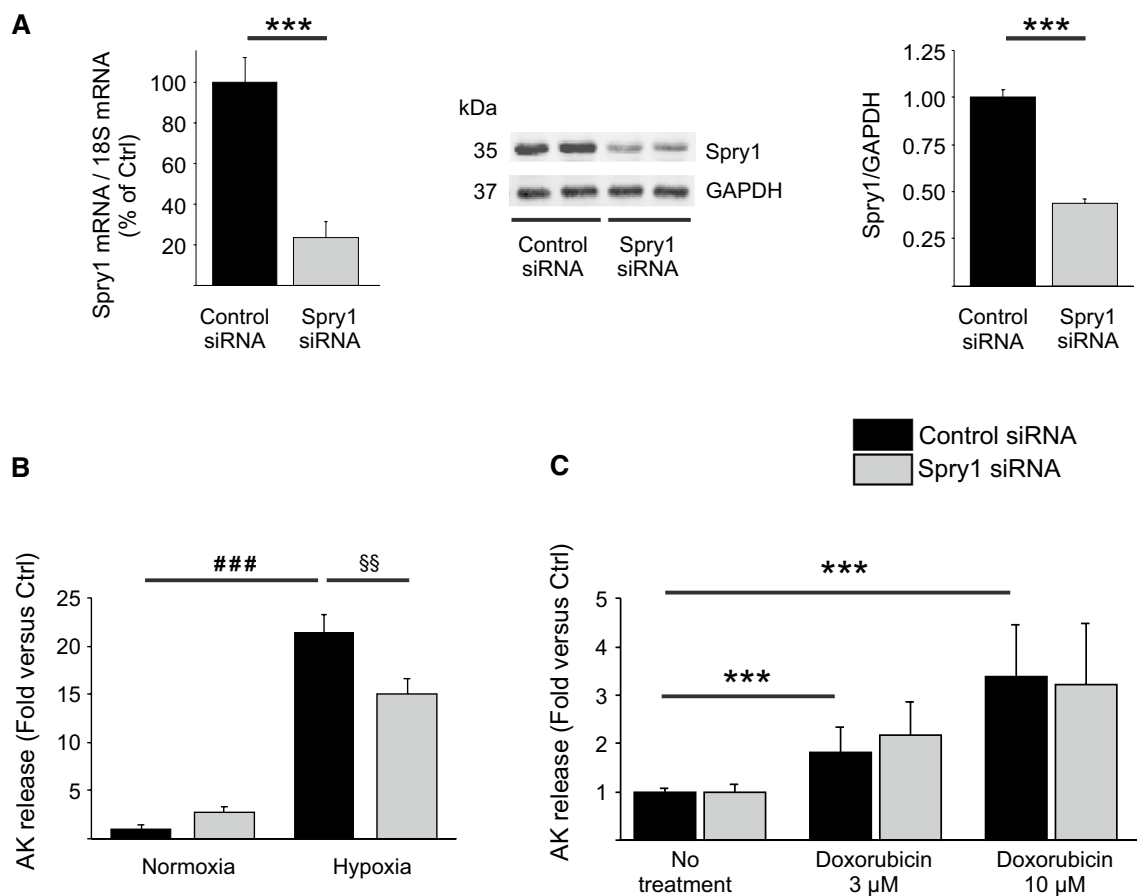 A
***
Spry1 mRNA / 18S mRNA
(% of Ctrl)
100
80
60
40
20
Control
siRNA
Spry1
siRNA
kDa
35
37
Spry1
GAPDH
Control
siRNA
Spry1
siRNA
***
Spry1/GAPDH
1.25
1.00
0.75
0.50
0.25
Control
siRNA
Spry1
siRNA
Control siRNA
Spry1 siRNA
B
AK release (Fold versus Ctrl)
25
20
15
10
5
###
§§
Normoxia
Hypoxia
C
AK release (Fold versus Ctrl)
5
4
3
2
1
***
***
No
treatment
Doxorubicin
3 µM
Doxorubicin
10 µM